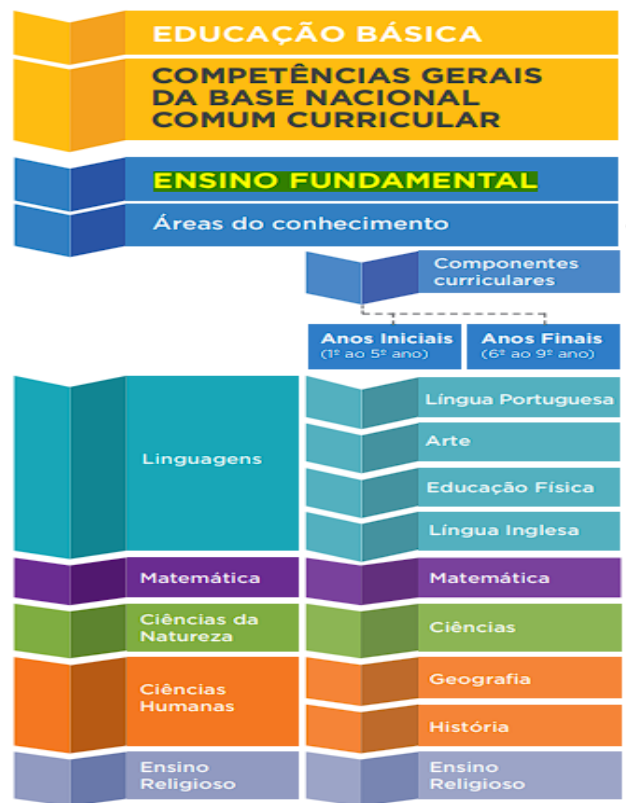 EDUCAÇÃO BÁSICA
COMPETÊNCIAS GERAIS
DA BASE NACIONAL
COMUM CURRICULAR
ENSINO FUNDAMENTAL
Áreas do conhecimento
Componentes
curriculares
Anos Iniciais
(1º ao 5º ano)
Anos Finais
(6º ao 9º ano)
Linguagens
Língua Portuguesa
Arte
Educação Física
Língua Inglesa
Matemática
Matemática
Ciências da
Natureza
Ciências
Ciências
Humanas
Geografia
História
Ensino
Religioso
Ensino
Religioso